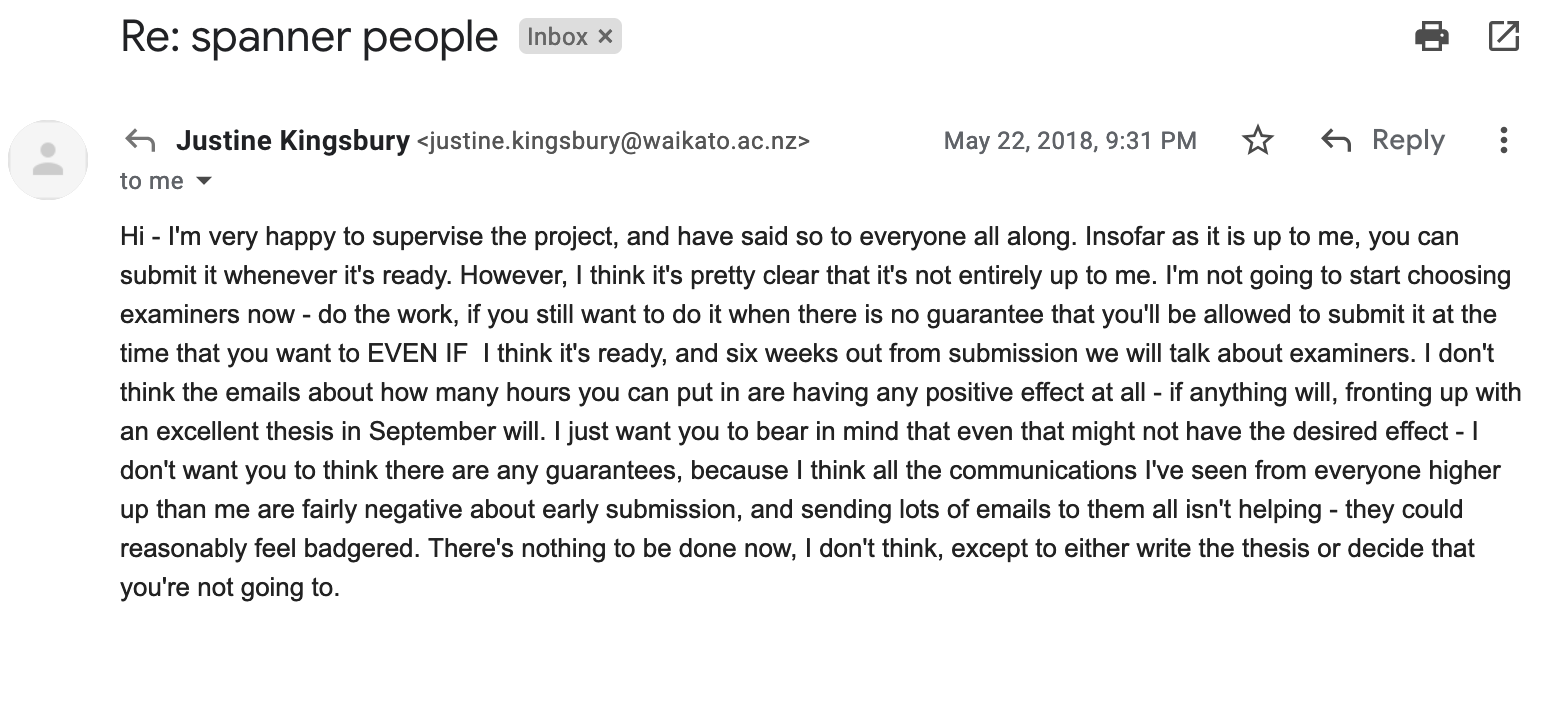 Re: spanner people Inbox ×
Justine Kingsbury <justine.kingsbury@waikato.ac.nz> May 22, 2018, 9:31 PM Reply
to me
Hi - I'm very happy to supervise the project, and have said so to everyone all along. Insofar as it is up to me, you can
submit it whenever it's ready. However, I think it's pretty clear that it's not entirely up to me. I'm not going to start choosing
examiners now - do the work, if you still want to do it when there is no guarantee that you'll be allowed to submit it at the
time that you want to EVEN IF  I think it's ready, and six weeks out from submission we will talk about examiners. I don't
think the emails about how many hours you can put in are having any positive effect at all - if anything will, fronting up with
an excellent thesis in September will. I just want you to bear in mind that even that might not have the desired effect - I
don't want you to think there are any guarantees, because I think all the communications I've seen from everyone higher
up than me are fairly negative about early submission, and sending lots of emails to them all isn't helping - they could
reasonably feel badgered. There's nothing to be done now, I don't think, except to either write the thesis or decide that
you're not going to.